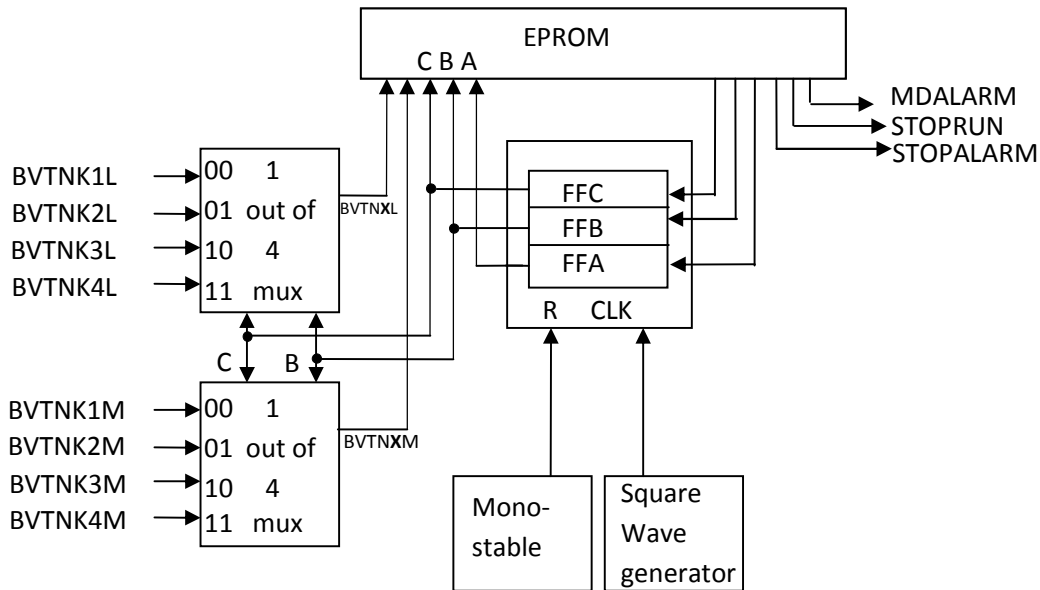 EPROM
C B A
MDALARM
STOPRUN
STOPALARM
BVTNK1L
BVTNK2L
BVTNK3L
BVTNK4L
00 1
01 out of
10 4
11 mux
BVTNXL
FFC
FFB
FFA
R CLK
C B
BVTNK1M
BVTNK2M
BVTNK3M
BVTNK4M
00 1
01 out of
10 4
11 mux
BVTNXM
Mono-
stable
Square
Wave
generator